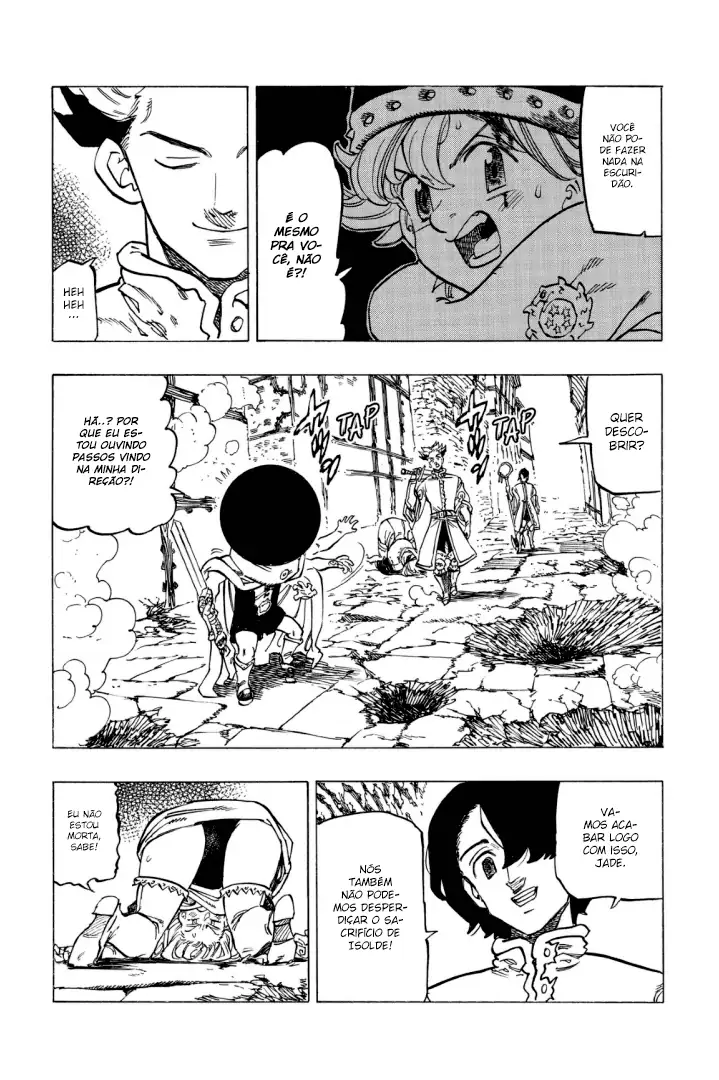 VOCÊ
NÃO PO-
DE FAZER
NADA NA
ESCURI-
DÃO.
É O
MESMO
PRA VO-
CÊ, NÃO
É?!
HEH
HEH
...
HÃ..? POR
QUE EU ES-
TOU OUVINDO
PASSOS VINDO
NA MINHA DI-
REÇÃO?!
TAP
TAP
QUER
DESCO-
BRIR?
EU NÃO
ESTOU
MORTA,
SABE!
VA-
MOS ACA-
BAR LOGO
COM ISSO,
JADE.
NÓS
TAMBÉM
NÃO PODE-
MOS DESPER-
DIÇAR O SA-
CRIFÍCIO DE
ISOLDE!